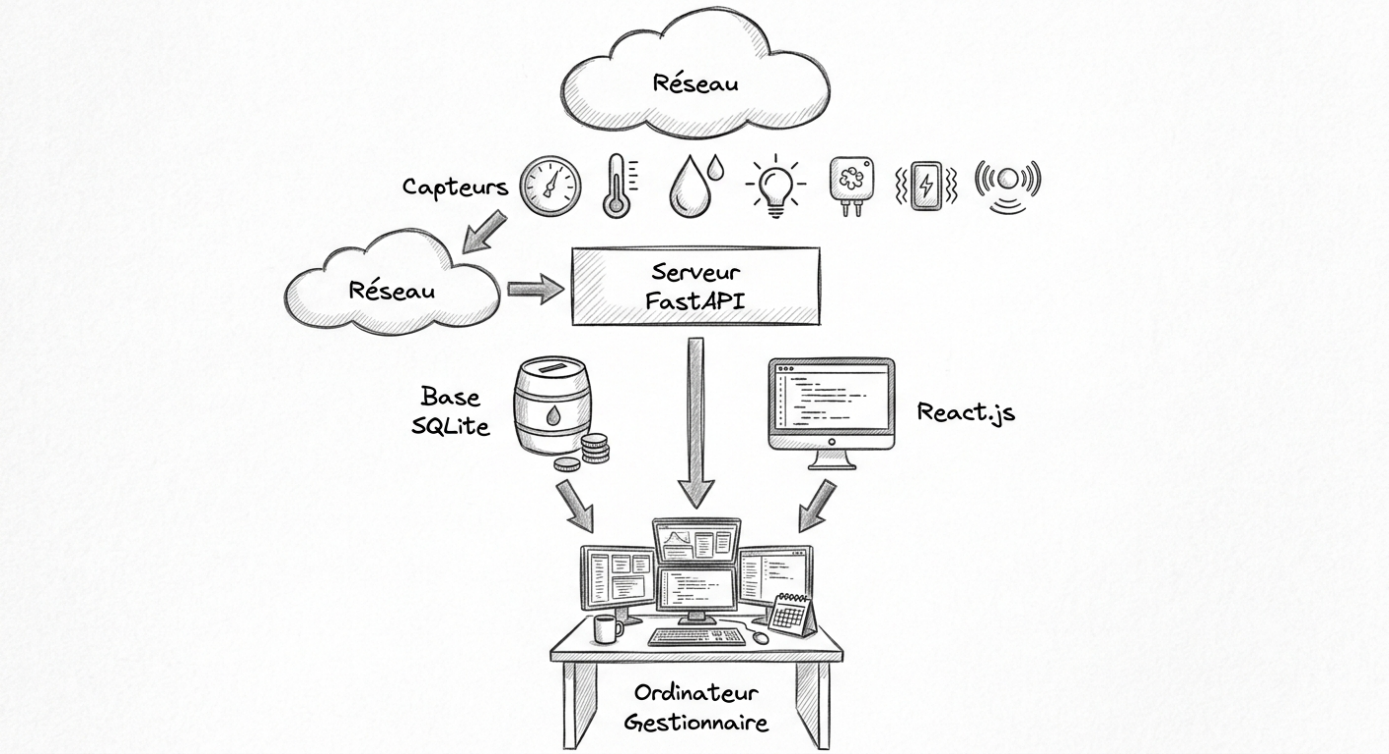 Réseau
Capteurs
Réseau
Serveur
FastAPI
Base
SQLite
React.js
Ordinateur
Gestionnaire